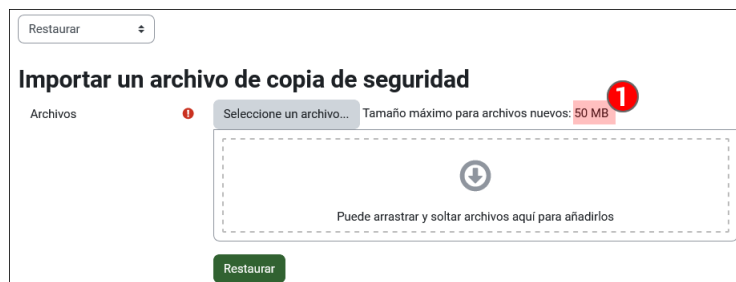 Restaurar
Importar un archivo de copia de seguridad
Archivos
Seleccione un archivo... Tamaño máximo para archivos nuevos: 50 MB
1
Puede arrastrar y soltar archivos aquí para añadirlos
Restaurar